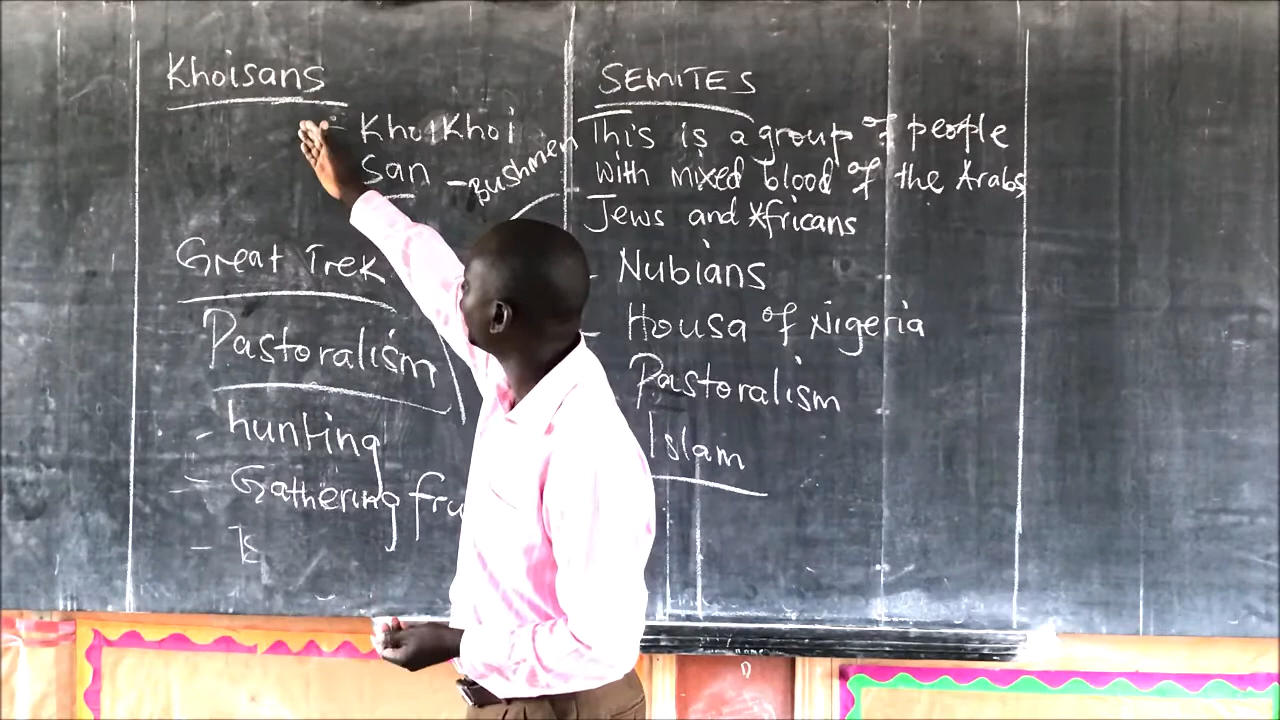 Khoisans
- KhoiKhoi
San - Bushmen
Great Trek
Pastoralism
- hunting
- Gathering fru
-
SEMITES
This is a group of people
with mixed blood of the Arabs,
Jews and Africans
- Nubians
- Housa of Nigeria
Pastoralism
Islam